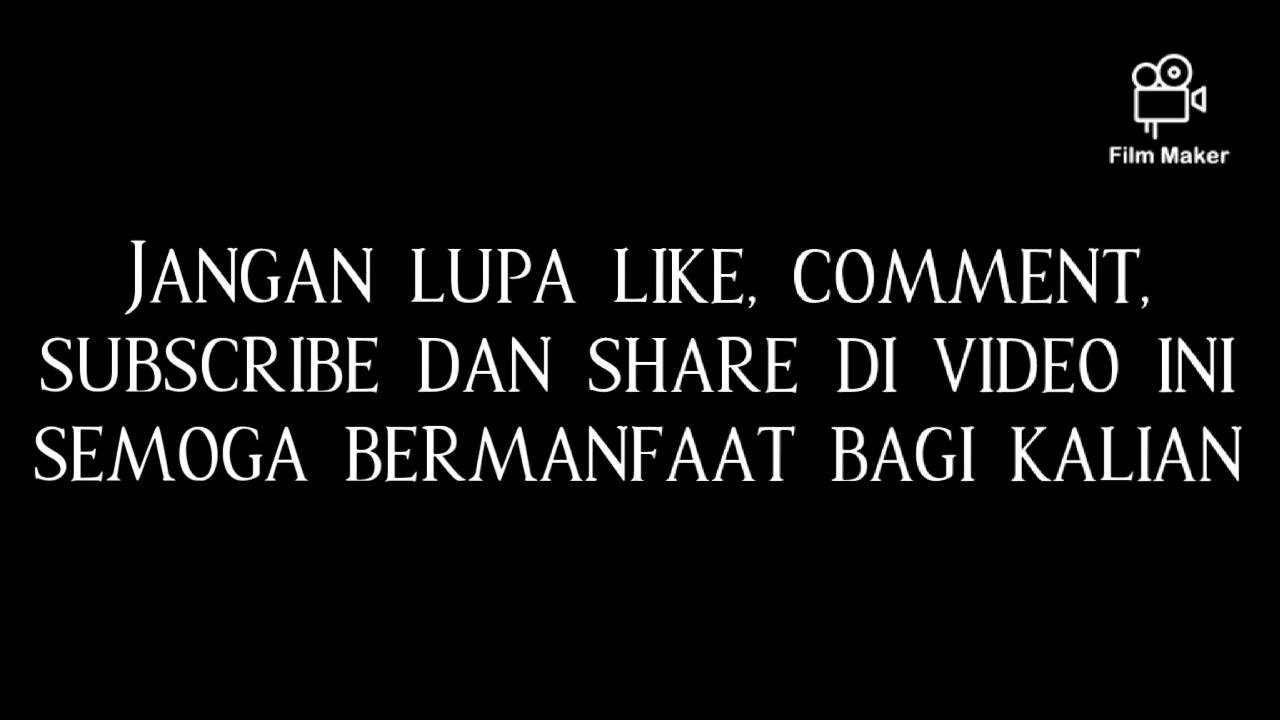 Film Maker
Jangan lupa like, comment,
subscribe dan share di video ini
semoga bermanfaat bagi kalian